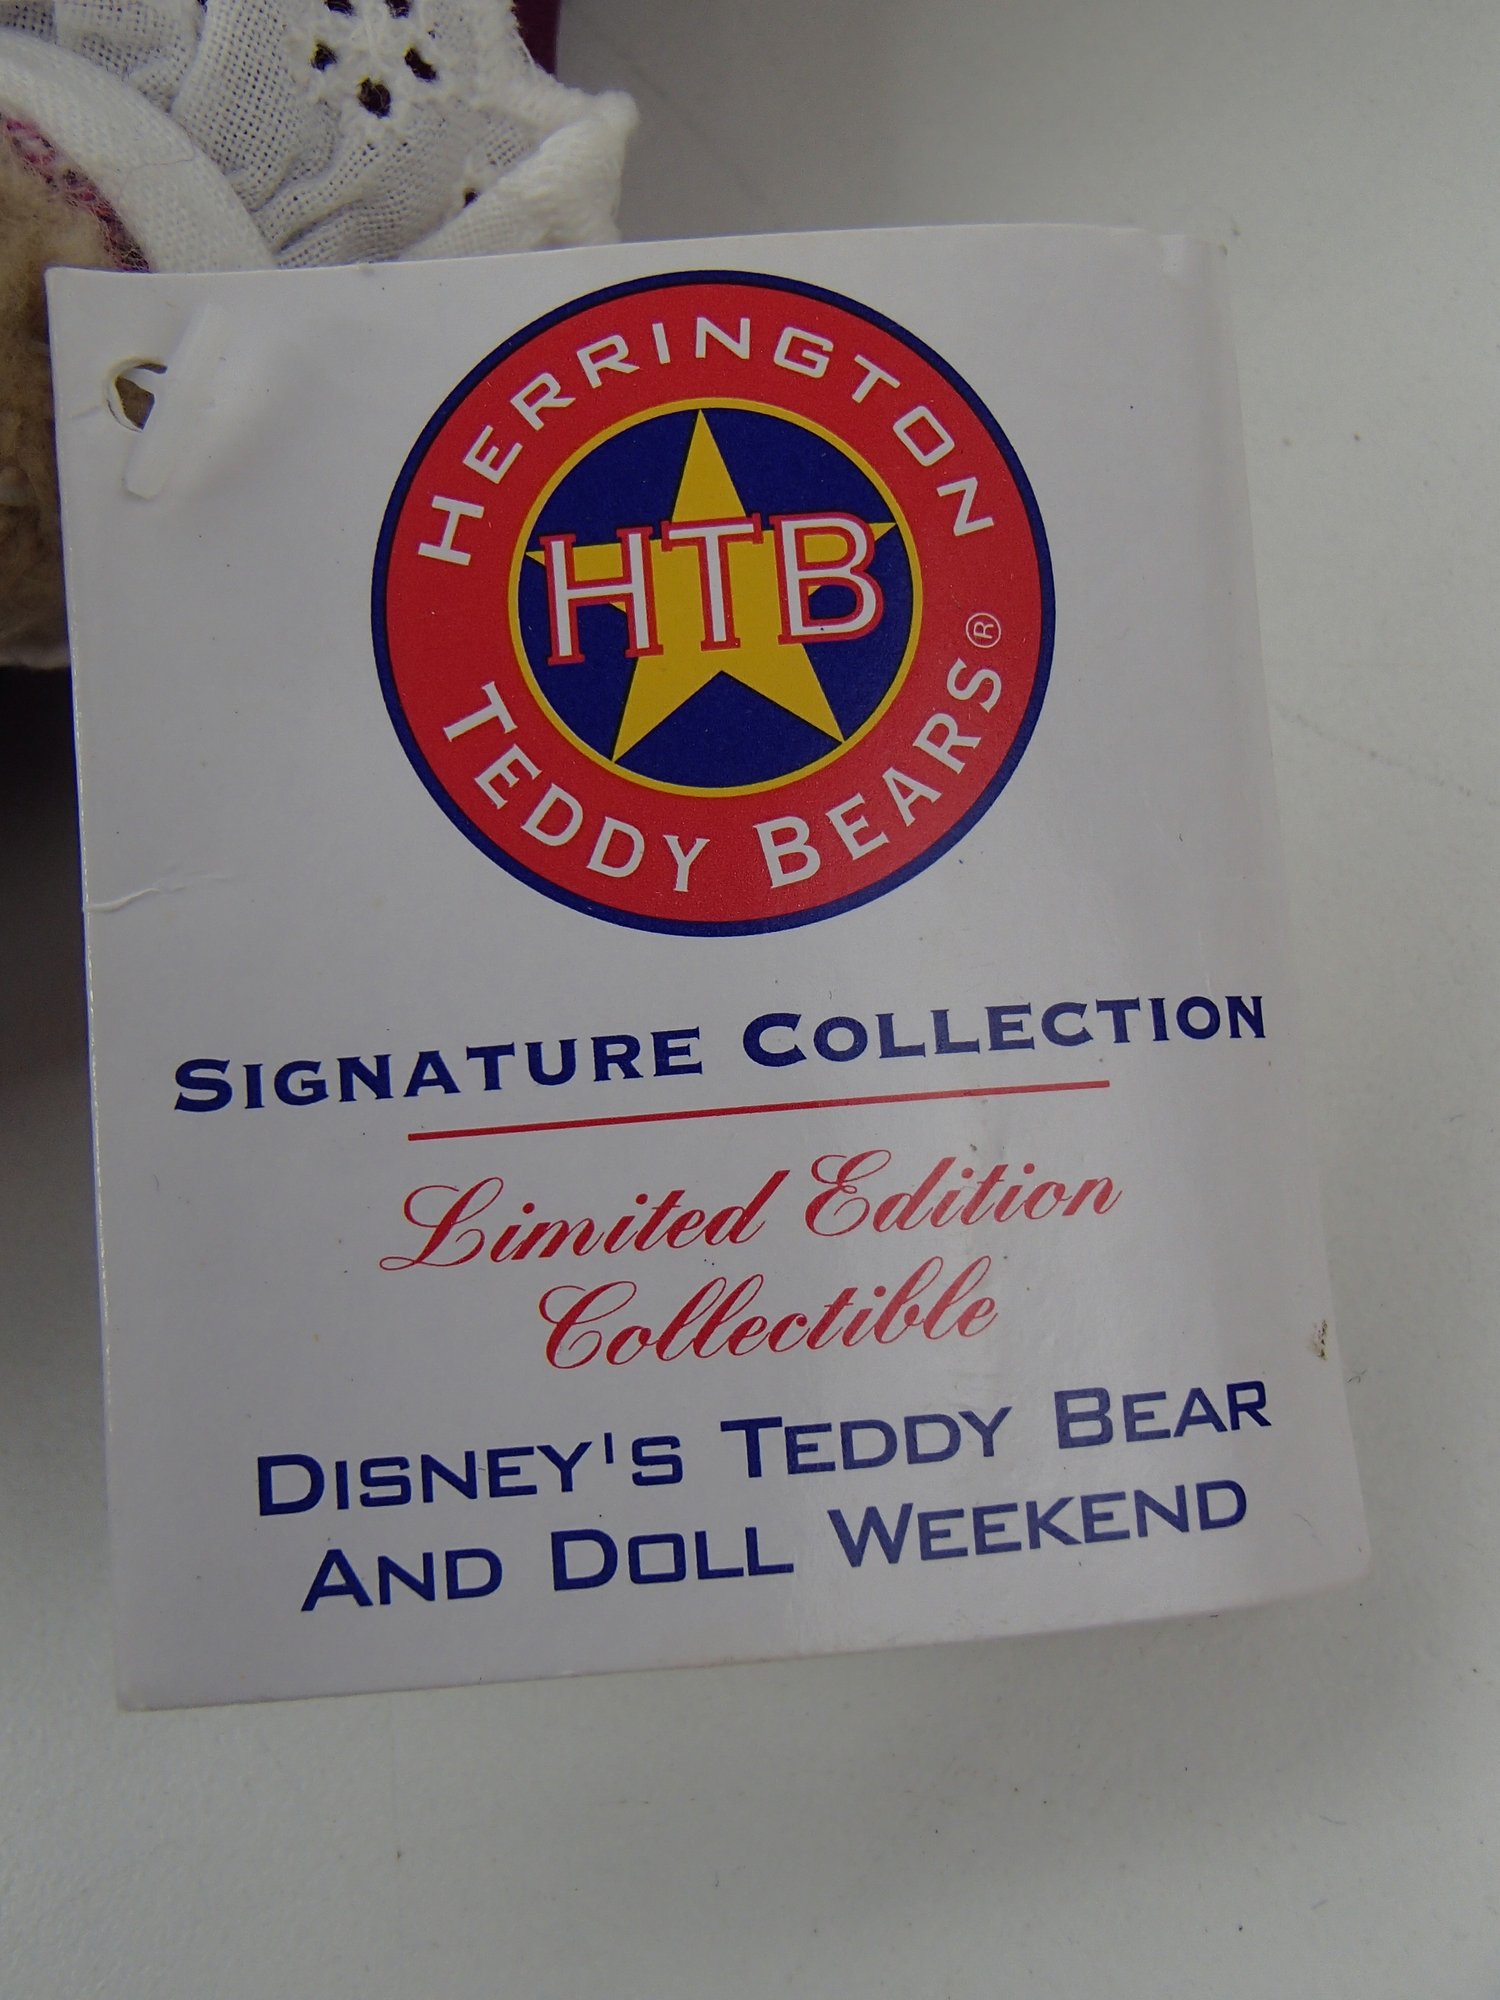 HERRINGTON
HTB
TEDDY BEARS®
SIGNATURE COLLECTION
Limited Edition
Collectible
DISNEY'S TEDDY BEAR
AND DOLL WEEKEND